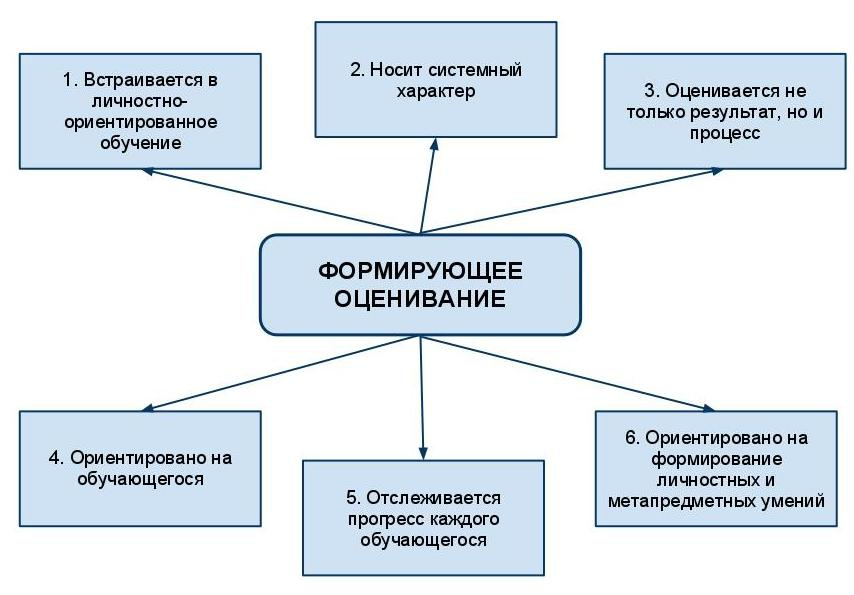 1. Встраивается в
личностно-
ориентированное
обучение
2. Носит системный
характер
3. Оценивается не
только результат, но и
процесс
ФОРМИРУЮЩЕЕ
ОЦЕНИВАНИЕ
4. Ориентировано на
обучающегося
5. Отслеживается
прогресс каждого
обучающегося
6. Ориентировано на
формирование
личностных и
метапредметных умений